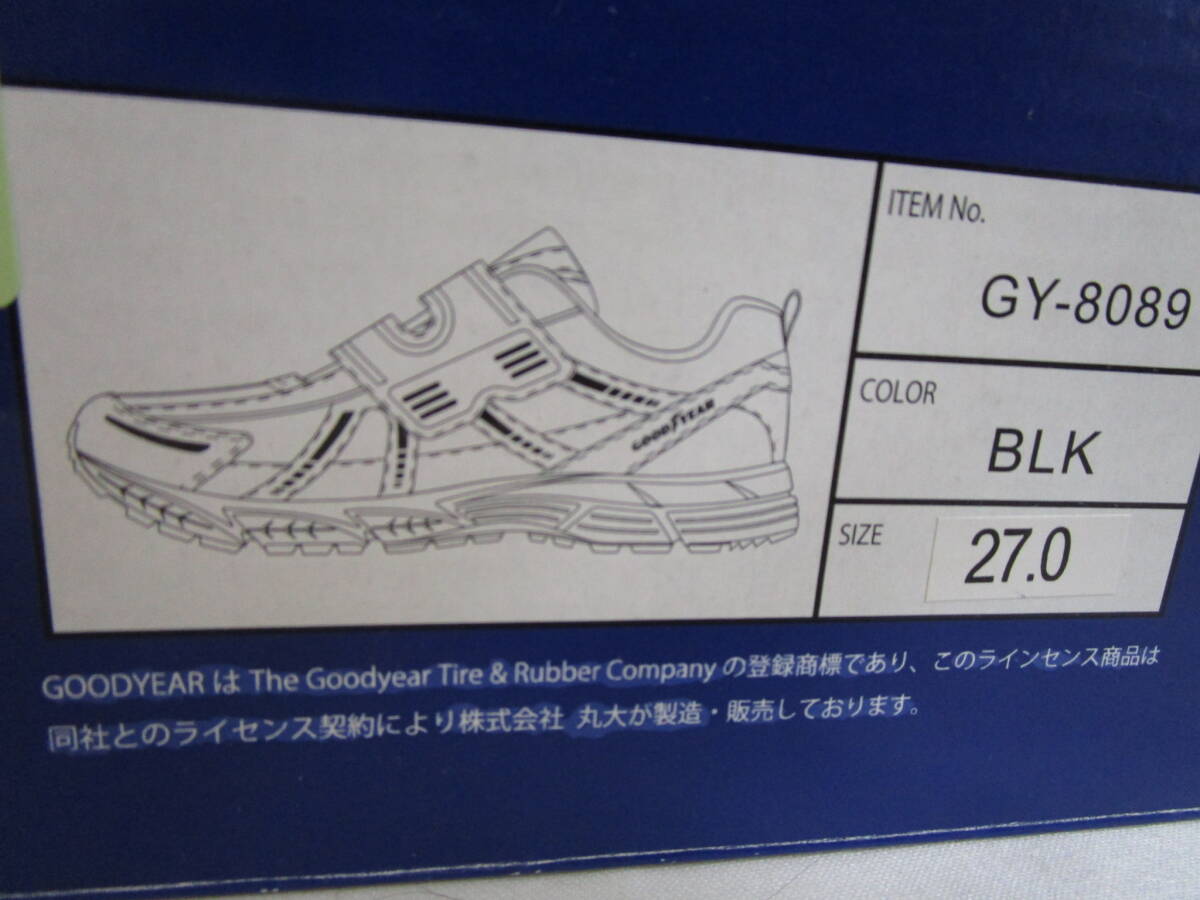 ITEM No.
GY-8089
COLOR
BLK
SIZE
27.0
GOODYEAR
GOODYEAR は The Goodyear Tire & Rubber Company の登録商標であり、このラインセンス商品は
同社とのライセンス契約により株式会社 丸大が製造・販売しております。